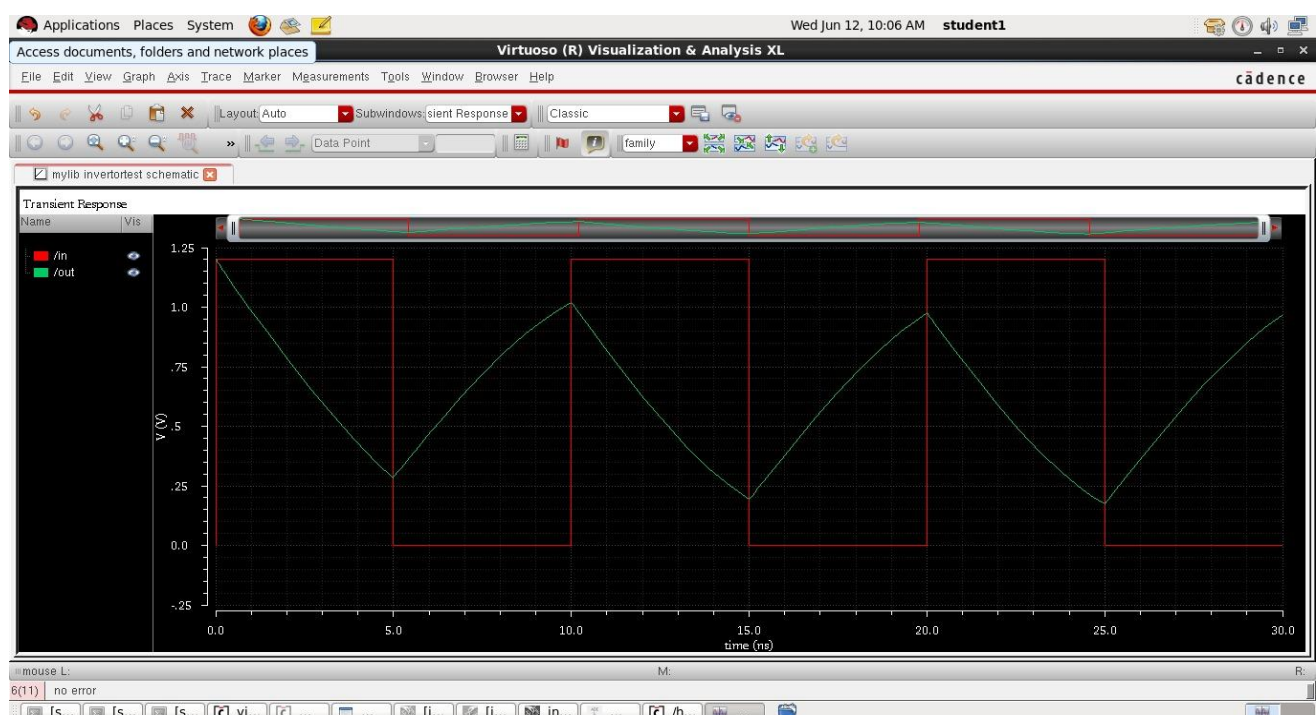 Applications Places System Wed Jun 12, 10:06 AM student1
Access documents, folders and network places Virtuoso (R) Visualization & Analysis XL
File Edit View Graph Axis Trace Marker Measurements Tools Window Browser Help cādence
Layout: Auto Subwindows: sient Response Classic
» Data Point family
mylib invertortest schematic
Transient Response
Name Vis
/in
/out
1.25
1.0
.75
.5
.25
0.0
-.25
V (V)
0.0 5.0 10.0 15.0 20.0 25.0 30.0
time (ns)
mouse L: M: R:
6(11) no error
[s... [s... [s... vi... ... ... [i... [i... in... ... /h...